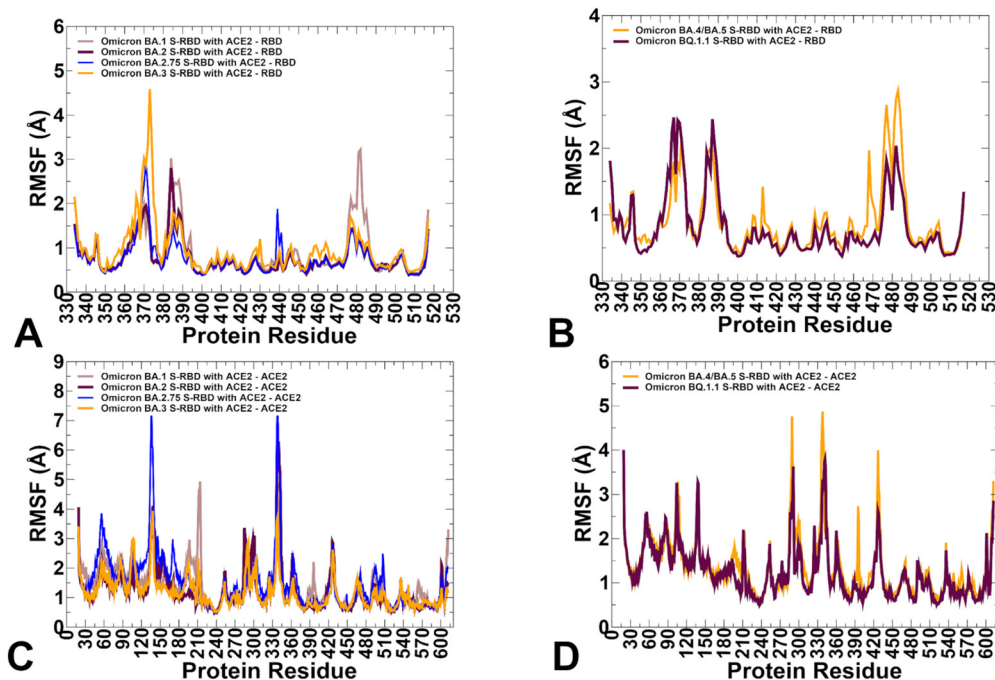 6
5
4
3
2
1
0
RMSF (Å)
Omicron BA.1 S-RBD with ACE2 - RBD
Omicron BA.2 S-RBD with ACE2 - RBD
Omicron BA.2.75 S-RBD with ACE2 - RBD
Omicron BA.3 S-RBD with ACE2 - RBD
330 340 350 360 370 380 390 400 410 420 430 440 450 460 470 480 490 500 510 520 530
Protein Residue
A
4
3
2
1
0
RMSF (Å)
Omicron BA.4/BA.5 S-RBD with ACE2 - RBD
Omicron BQ.1.1 S-RBD with ACE2 - RBD
330 340 350 360 370 380 390 400 410 420 430 440 450 460 470 480 490 500 510 520 530
Protein Residue
B
9
8
7
6
5
4
3
2
1
0
RMSF (Å)
Omicron BA.1 S-RBD with ACE2 - ACE2
Omicron BA.2 S-RBD with ACE2 - ACE2
Omicron BA.2.75 S-RBD with ACE2 - ACE2
Omicron BA.3 S-RBD with ACE2 - ACE2
0 30 60 90 120 150 180 210 240 270 300 330 360 390 420 450 480 510 540 570 600
Protein Residue
C
6
5
4
3
2
1
0
RMSF (Å)
Omicron BA.4/BA.5 S-RBD with ACE2 - ACE2
Omicron BQ.1.1 S-RBD with ACE2 - ACE2
0 30 60 90 120 150 180 210 240 270 300 330 360 390 420 450 480 510 540 570 600
Protein Residue
D